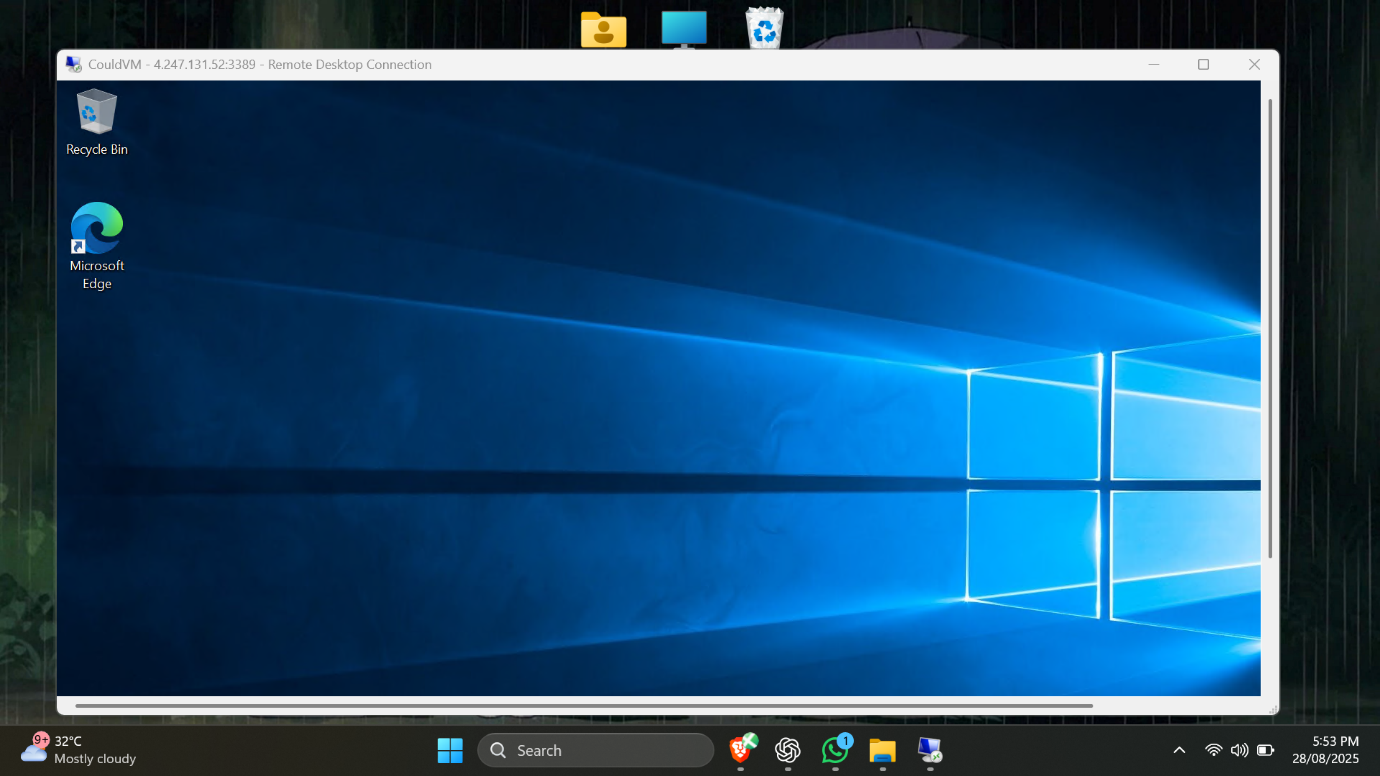 CouldVM - 4.247.131.52:3389 - Remote Desktop Connection
Recycle Bin
Microsoft
Edge
9+
32°C
Mostly cloudy
Search
1
5:53 PM
28/08/2025